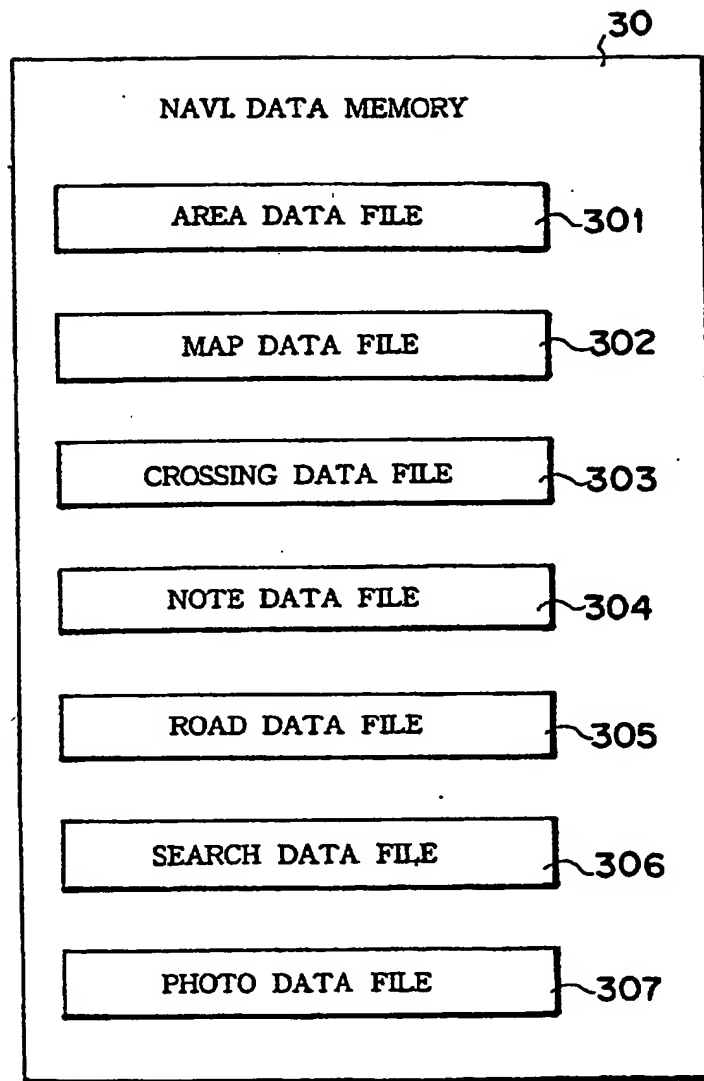 30
NAVI. DATA MEMORY
AREA DATA FILE 301
MAP DATA FILE 302
CROSSING DATA FILE 303
NOTE DATA FILE 304
ROAD DATA FILE 305
SEARCH DATA FILE 306
PHOTO DATA FILE 307